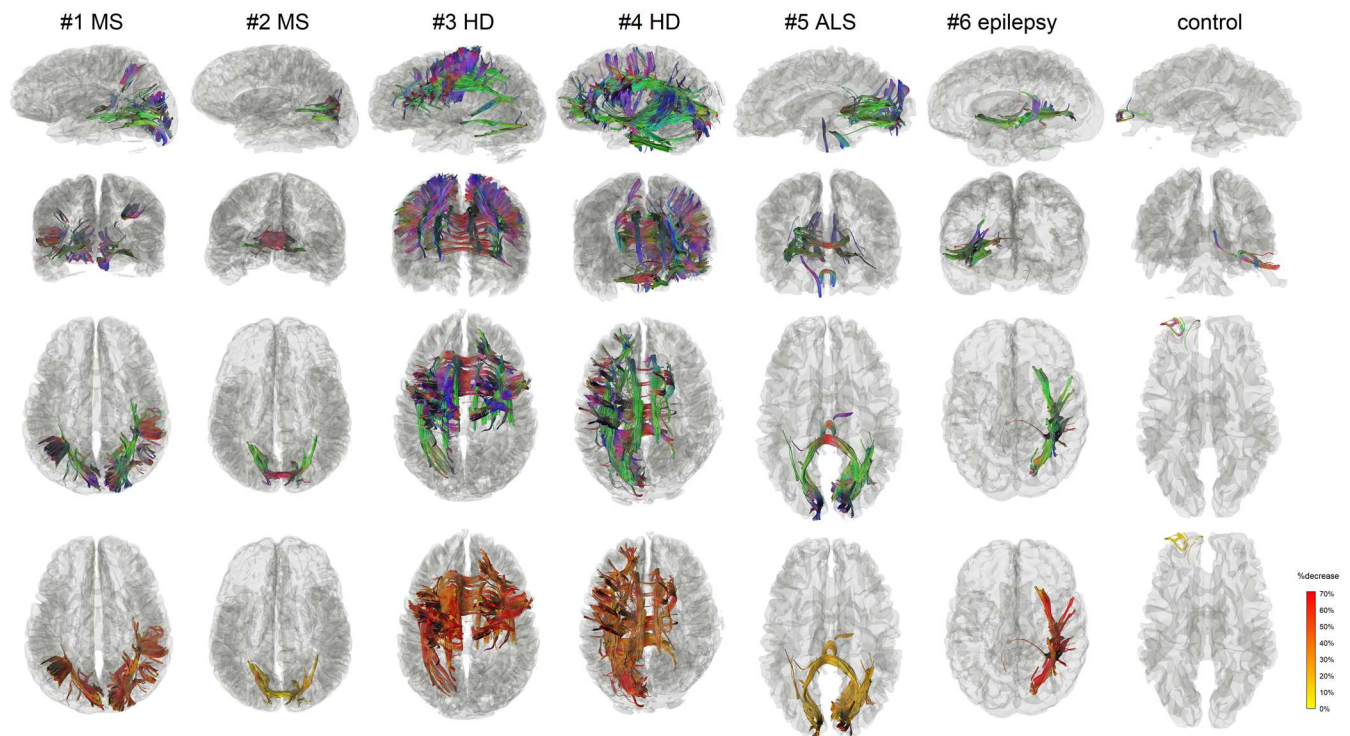 #1 MS
#2 MS
#3 HD
#4 HD
#5 ALS
#6 epilepsy
control
%decrease
70%
60%
50%
40%
30%
20%
10%
0%